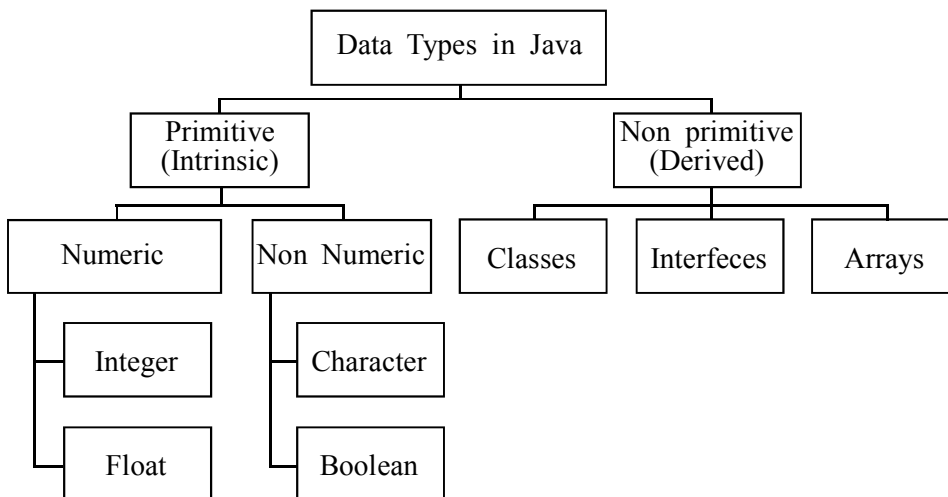 Data Types in Java
Primitive
(Intrinsic)
Non primitive
(Derived)
Numeric
Non Numeric
Classes
Interfeces
Arrays
Integer
Character
Float
Boolean